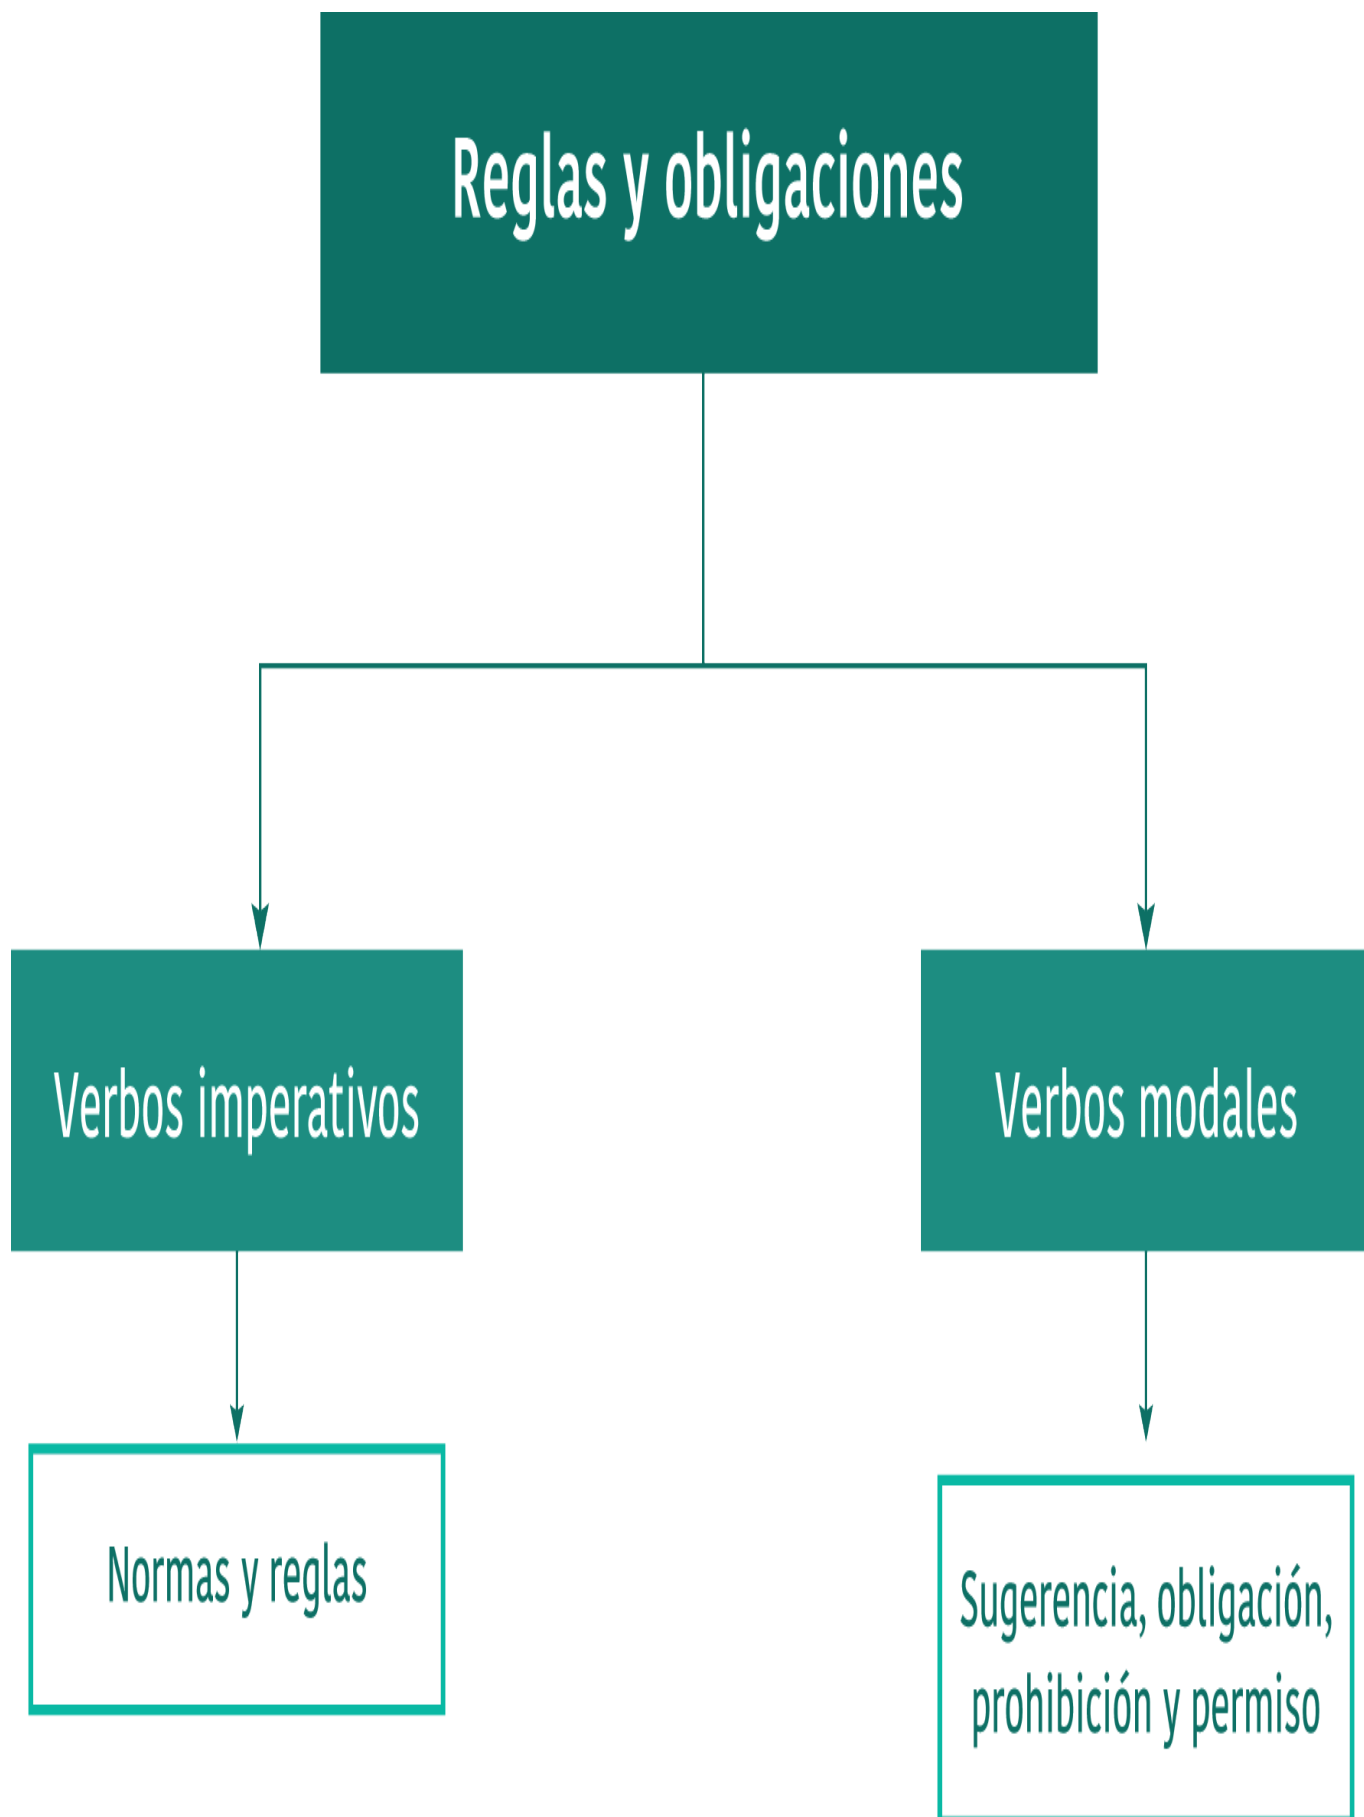 Reglas y obligaciones
Verbos imperativos
Verbos modales
Normas y reglas
Sugerencia, obligación,
prohibición y permiso